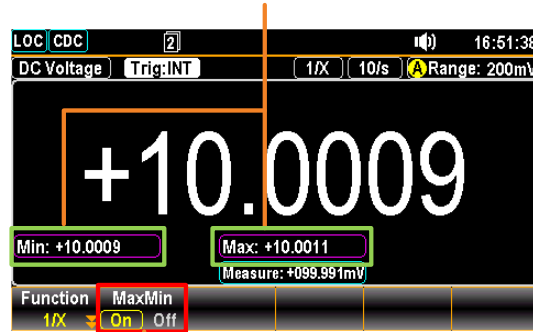 LOC CDC 2 16:51:38
DC Voltage Trig:INT 1/X 10/s A Range: 200mV
+10.0009
Min: +10.0009 Max: +10.0011
Measure: +099.991mV
Function MaxMin
1/X On Off